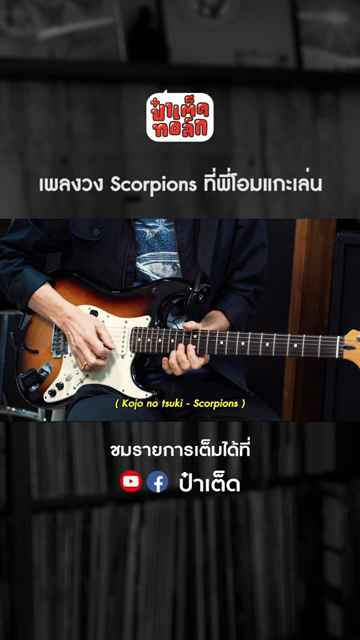 ป๋าเต็ด
ทอล์ก
เพลงวง Scorpions ที่พี่โอมแกะเล่น
( Kojo no tsuki - Scorpions )
ชมรายการเต็มได้ที่
ป๋าเต็ด